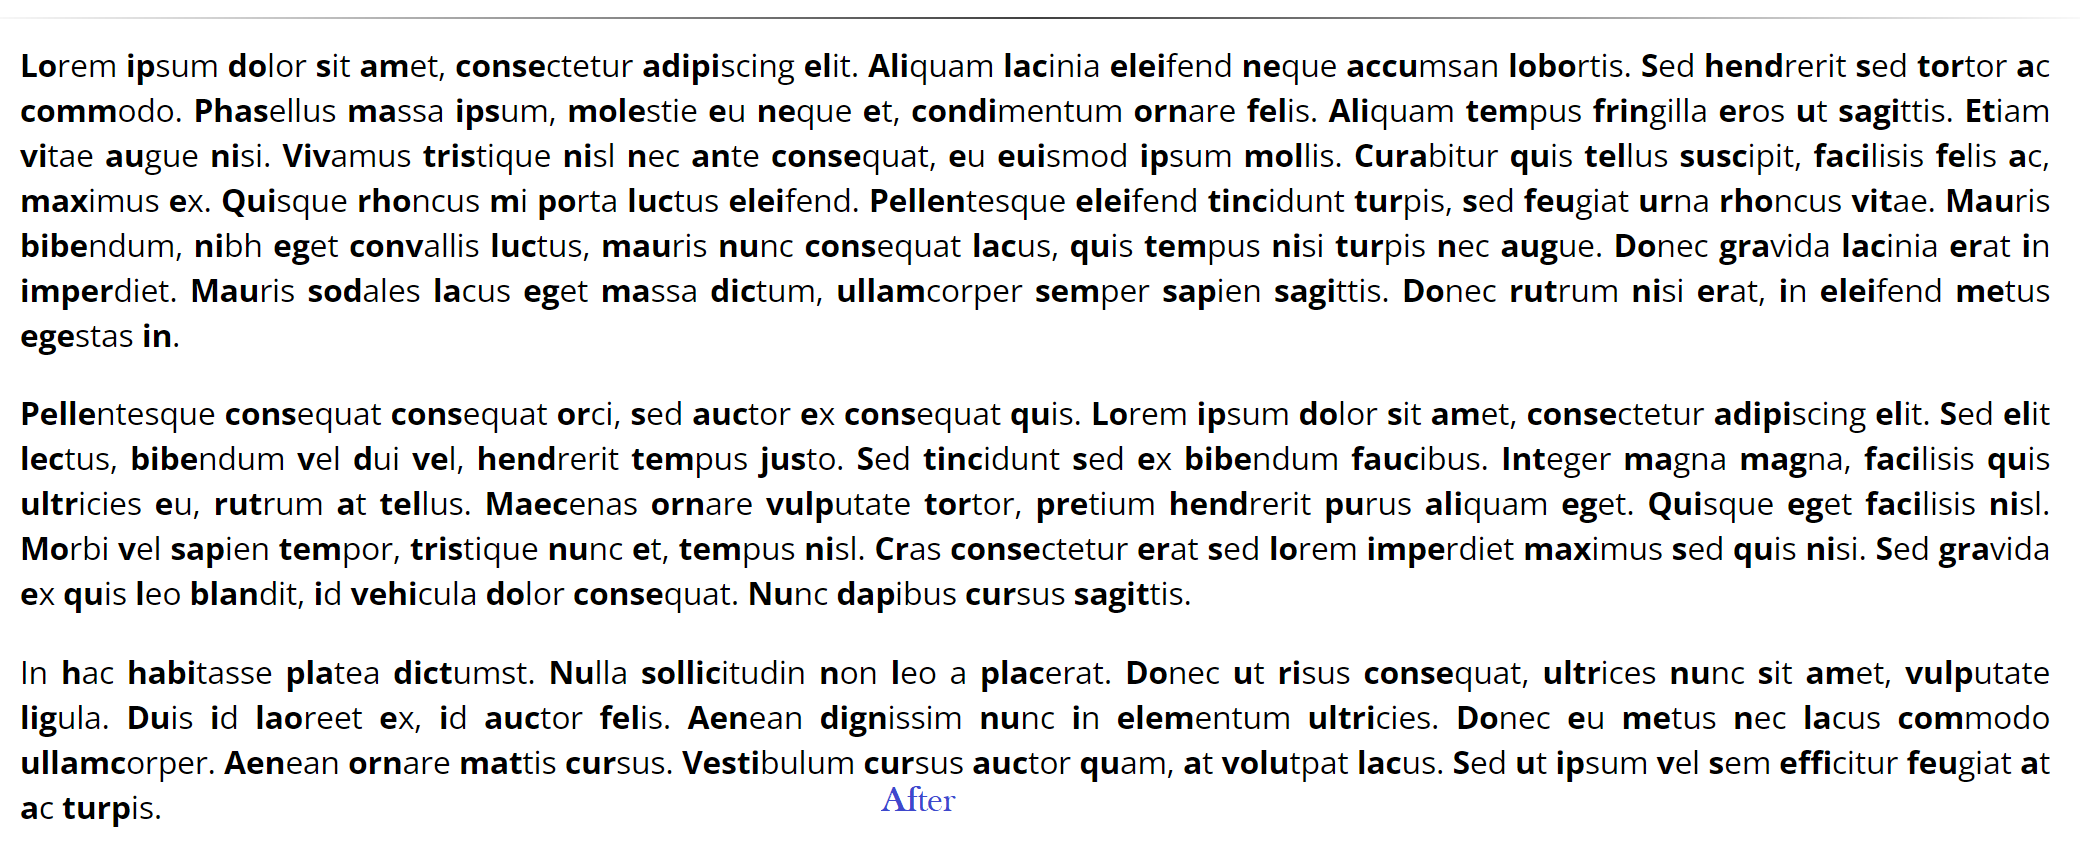 Lorem ipsum dolor sit amet, consectetur adipiscing elit. Aliquam lacinia eleifend neque accumsan lobortis. Sed hendrerit sed tortor ac
commodo. Phasellus massa ipsum, molestie eu neque et, condimentum ornare felis. Aliquam tempus fringilla eros ut sagittis. Etiam
vitae augue nisi. Vivamus tristique nisl nec ante consequat, eu euismod ipsum mollis. Curabitur quis tellus suscipit, facilisis felis ac,
maximus ex. Quisque rhoncus mi porta luctus eleifend. Pellentesque eleifend tincidunt turpis, sed feugiat urna rhoncus vitae. Mauris
bibendum, nibh eget convallis luctus, mauris nunc consequat lacus, quis tempus nisi turpis nec augue. Donec gravida lacinia erat in
imperdiet. Mauris sodales lacus eget massa dictum, ullamcorper semper sapien sagittis. Donec rutrum nisi erat, in eleifend metus
egestas in.
Pellentesque consequat consequat orci, sed auctor ex consequat quis. Lorem ipsum dolor sit amet, consectetur adipiscing elit. Sed elit
lectus, bibendum vel dui vel, hendrerit tempus justo. Sed tincidunt sed ex bibendum faucibus. Integer magna magna, facilisis quis
ultricies eu, rutrum at tellus. Maecenas ornare vulputate tortor, pretium hendrerit purus aliquam eget. Quisque eget facilisis nisl.
Morbi vel sapien tempor, tristique nunc et, tempus nisl. Cras consectetur erat sed lorem imperdiet maximus sed quis nisi. Sed gravida
ex quis leo blandit, id vehicula dolor consequat. Nunc dapibus cursus sagittis.
In hac habitasse platea dictumst. Nulla sollicitudin non leo a placerat. Donec ut risus consequat, ultrices nunc sit amet, vulputate
ligula. Duis id laoreet ex, id auctor felis. Aenean dignissim nunc in elementum ultricies. Donec eu metus nec lacus commodo
ullamcorper. Aenean ornare mattis cursus. Vestibulum cursus auctor quam, at volutpat lacus. Sed ut ipsum vel sem efficitur feugiat at
ac turpis.
After